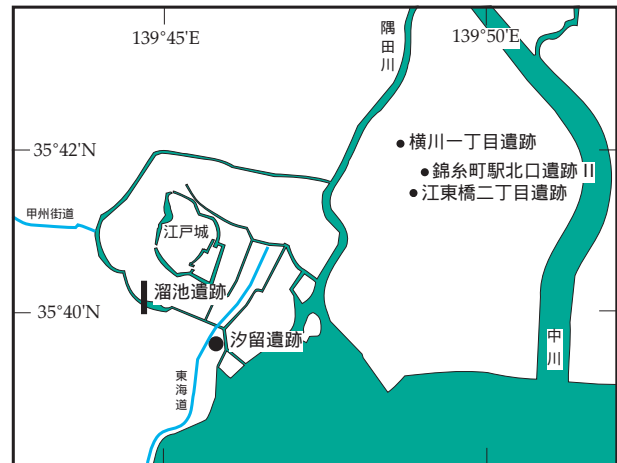 139°45'E
139°50'E
隅田川
35°42'N
横川一丁目遺跡
錦糸町駅北口遺跡 II
江東橋二丁目遺跡
甲州街道
江戸城
溜池遺跡
35°40'N
汐留遺跡
東海道
中川